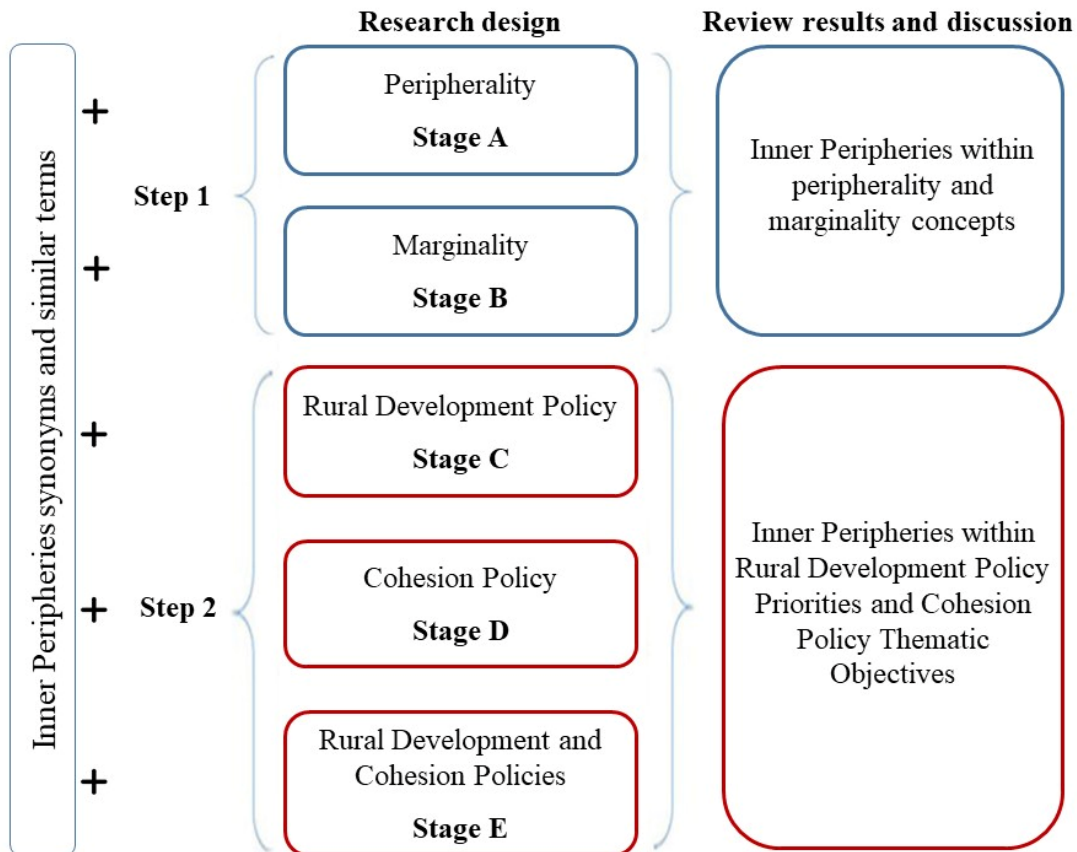 Research design
Review results and discussion
Inner Peripheries synonyms and similar terms
+
+
+
+
+
Step 1
Peripherality
Stage A
Marginality
Stage B
Inner Peripheries within
peripherality and
marginality concepts
Step 2
Rural Development Policy
Stage C
Cohesion Policy
Stage D
Rural Development and
Cohesion Policies
Stage E
Inner Peripheries within
Rural Development Policy
Priorities and Cohesion
Policy Thematic
Objectives